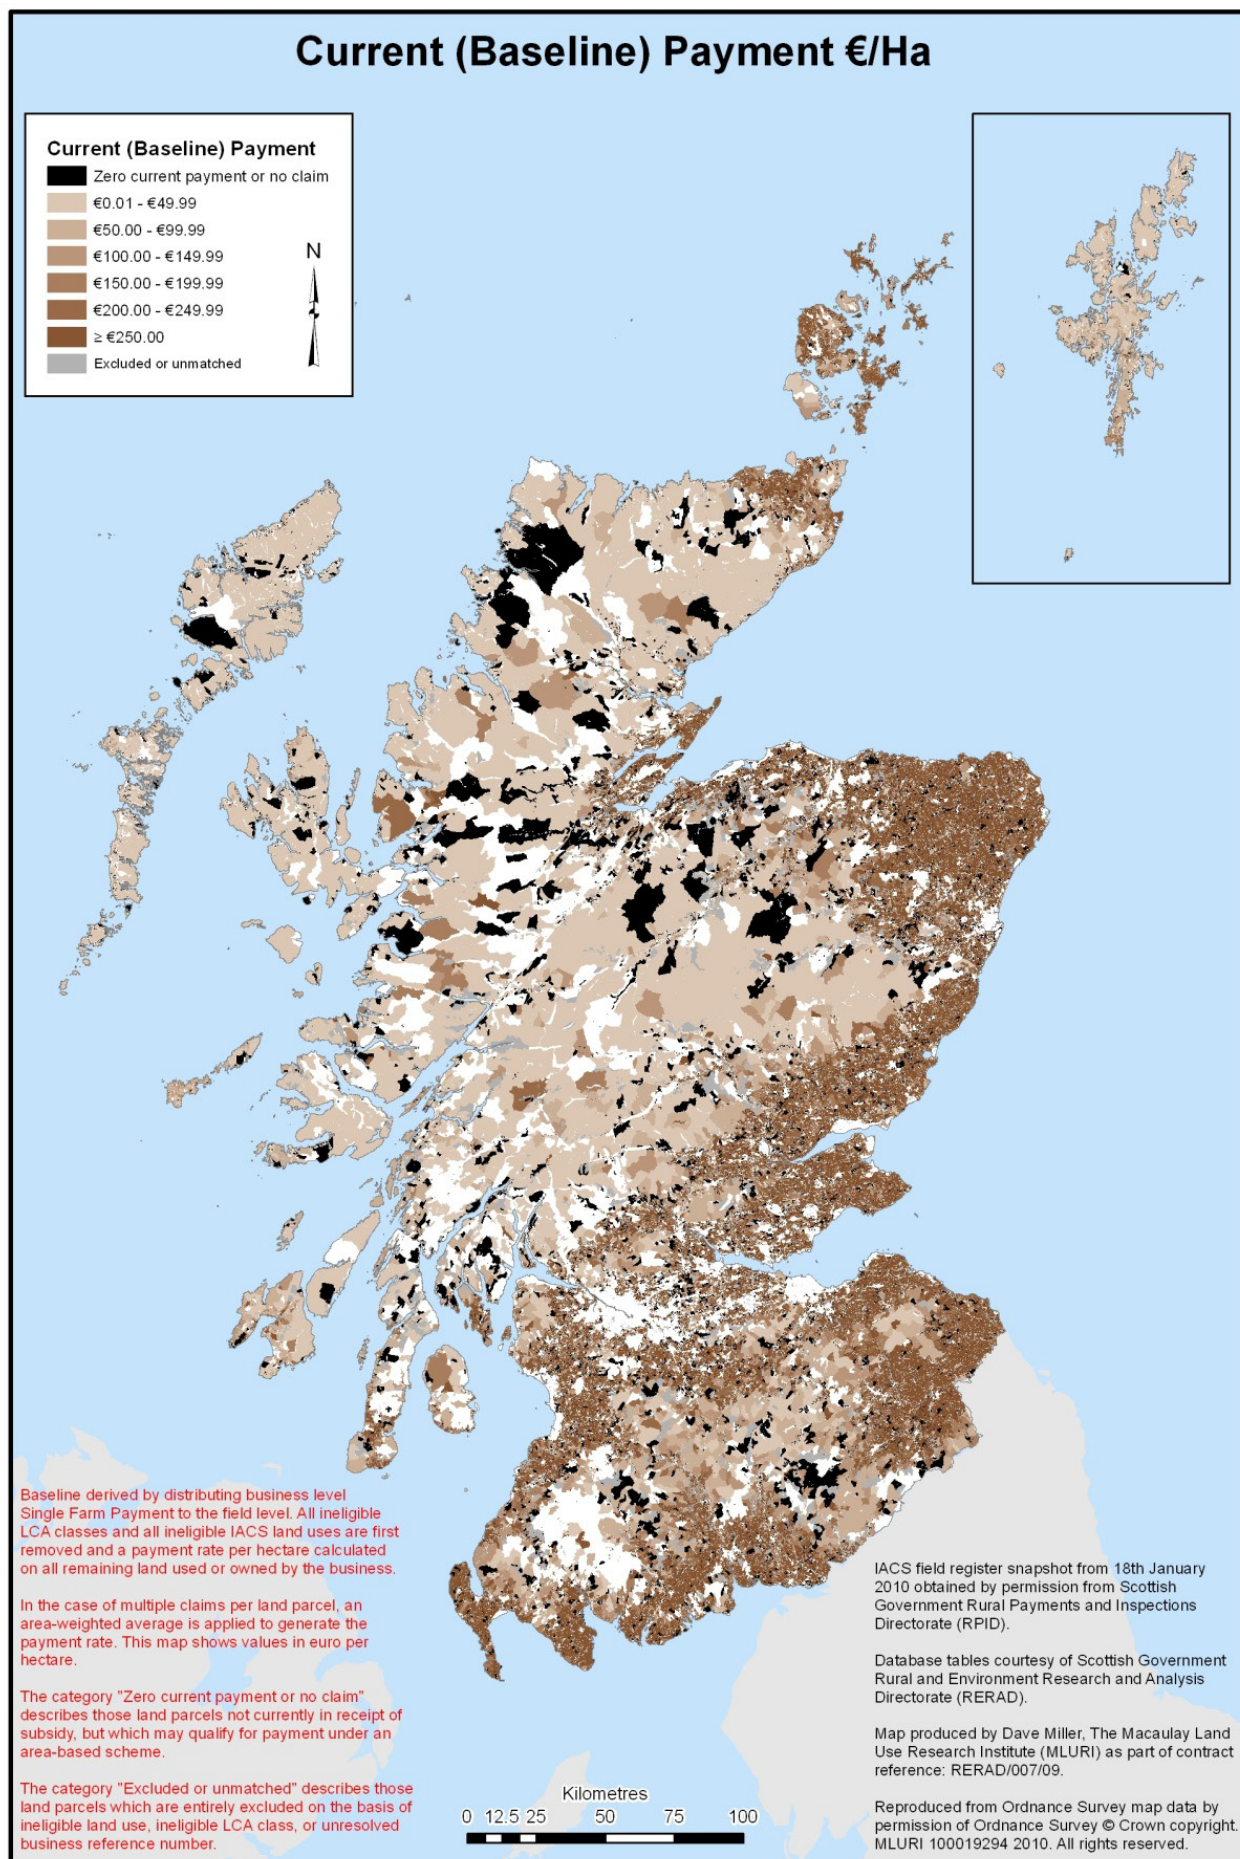 Current (Baseline) Payment €/Ha
Current (Baseline) Payment
Zero current payment or no claim
€0.01 - €49.99
€50.00 - €99.99
€100.00 - €149.99
€150.00 - €199.99
€200.00 - €249.99
≥ €250.00
Excluded or unmatched
N
Baseline derived by distributing business level
Single Farm Payment to the field level. All ineligible
LCA classes and all ineligible IACS land uses are first
removed and a payment rate per hectare calculated
on all remaining land used or owned by the business.
In the case of multiple claims per land parcel, an
area-weighted average is applied to generate the
payment rate. This map shows values in euro per
hectare.
The category "Zero current payment or no claim"
describes those land parcels not currently in receipt of
subsidy, but which may qualify for payment under an
area-based scheme.
The category "Excluded or unmatched" describes those
land parcels which are entirely excluded on the basis of
ineligible land use, ineligible LCA class, or unresolved
business reference number.
Kilometres
0 12.5 25 50 75 100
IACS field register snapshot from 18th January
2010 obtained by permission from Scottish
Government Rural Payments and Inspections
Directorate (RPID).
Database tables courtesy of Scottish Government
Rural and Environment Research and Analysis
Directorate (RERAD).
Map produced by Dave Miller, The Macaulay Land
Use Research Institute (MLURI) as part of contract
reference: RERAD/007/09.
Reproduced from Ordnance Survey map data by
permission of Ordnance Survey © Crown copyright.
MLURI 100019294 2010. All rights reserved.